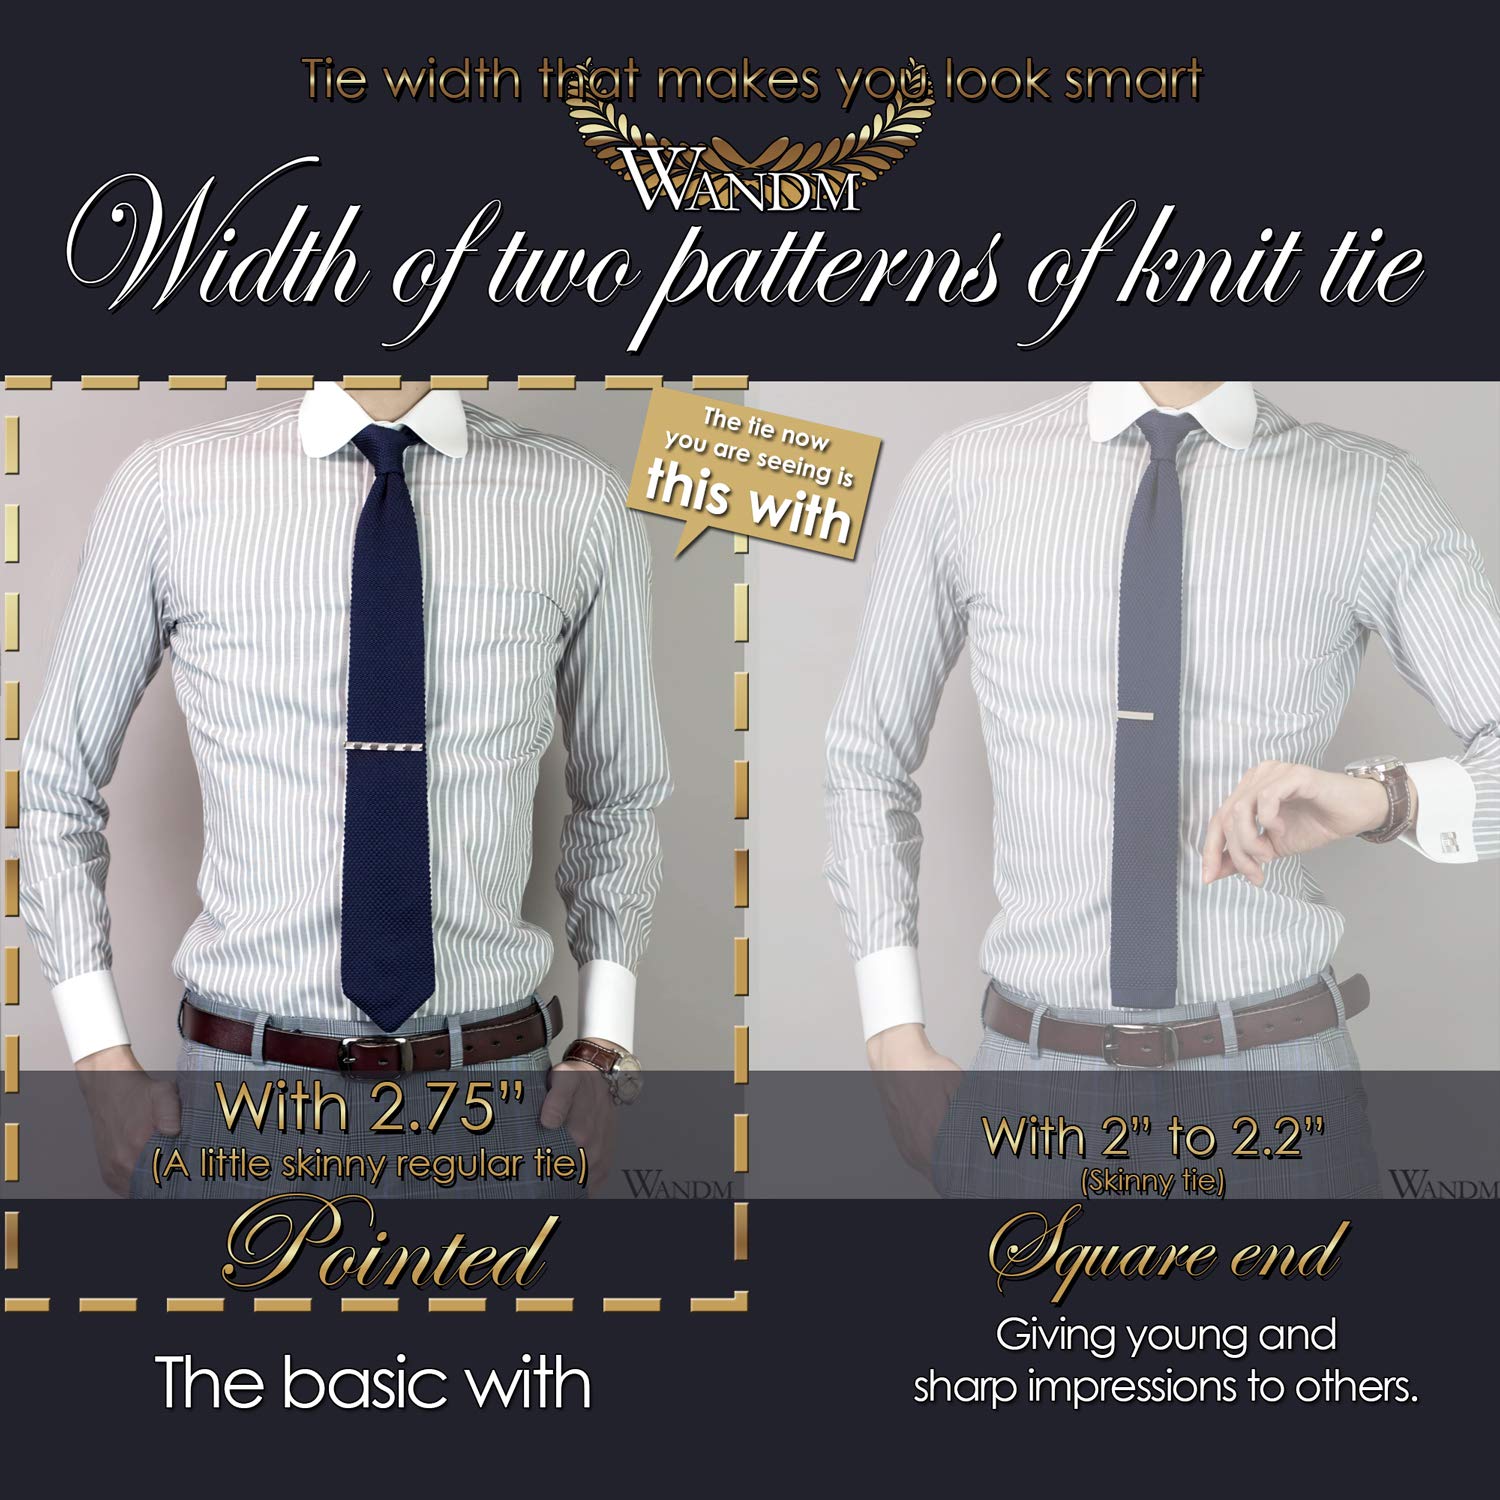 Tie width that makes you look smart
WANDM
Width of two patterns of knit tie
The tie now
you are seeing is
this with
With 2.75”
(A little skinny regular tie)
WANDM
Pointed
The basic with
With 2” to 2.2”
(Skinny tie)
WANDM
Square end
Giving young and
sharp impressions to others.